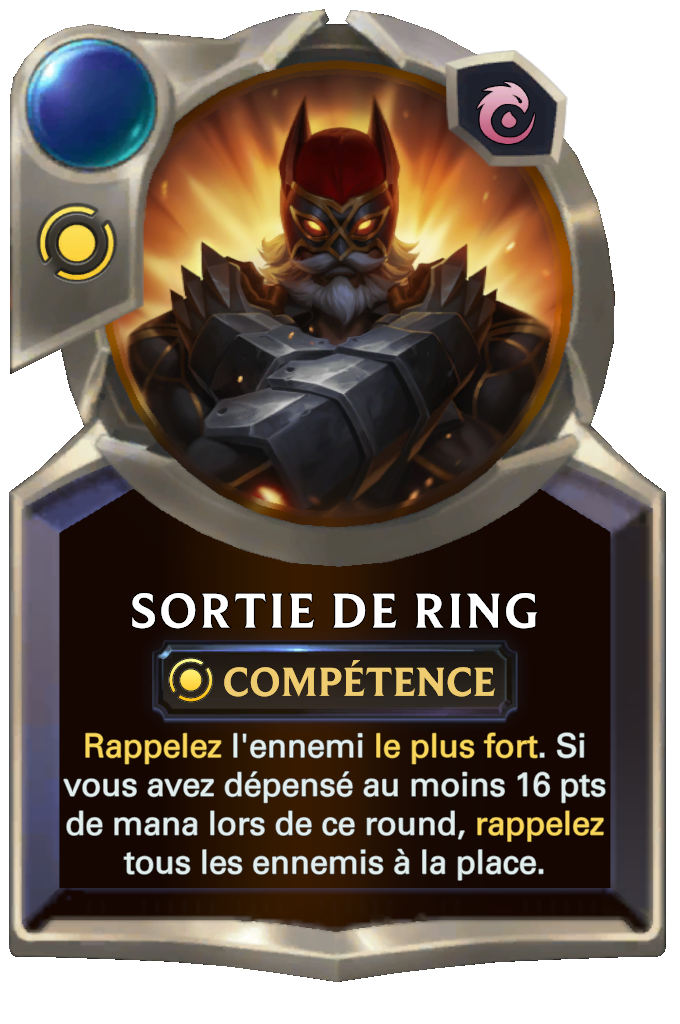 SORTIE DE RING
COMPÉTENCE
Rappelez l'ennemi le plus fort. Si
vous avez dépensé au moins 16 pts
de mana lors de ce round, rappelez
tous les ennemis à la place.